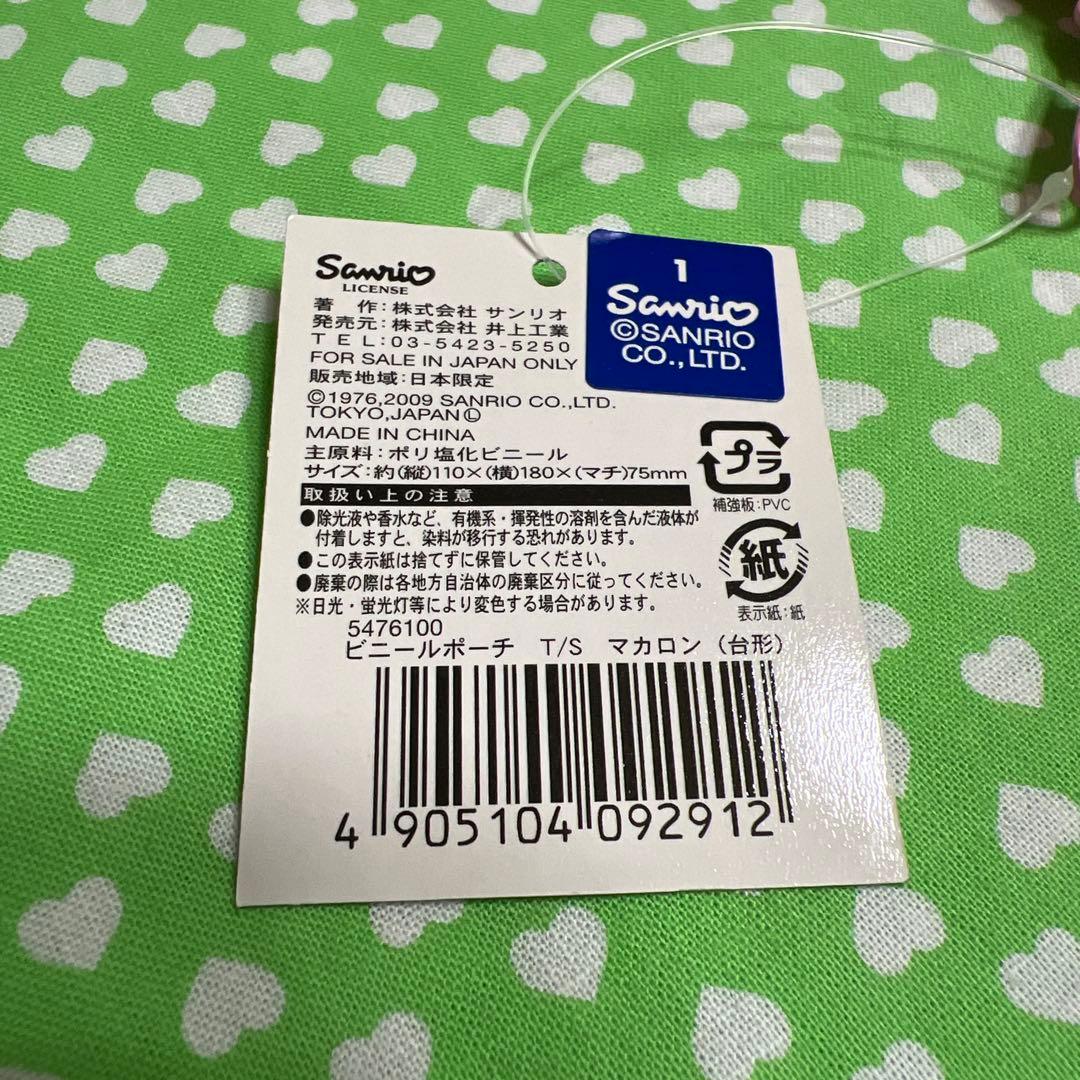 Sanrio
LICENSE
著 作:株式会社 サンリオ
発売元:株式会社 井上工業
TEL:03-5423-5250
FOR SALE IN JAPAN ONLY
販売地域:日本限定
©1976,2009 SANRIO CO.,LTD.
TOKYO,JAPAN Ⓛ
MADE IN CHINA
主原料:ポリ塩化ビニール
サイズ:約(縦)110×(横)180×(マチ)75mm
取扱い上の注意
●除光液や香水など、有機系・揮発性の溶剤を含んだ液体が
付着しますと、染料が移行する恐れがあります。
●この表示紙は捨てずに保管してください。
●廃棄の際は各地方自治体の廃棄区分に従ってください。
※日光・蛍光灯等により変色する場合があります。
5476100
ビニールポーチ T/S マカロン(台形)
4 905104 092912
1
Sanrio
©SANRIO
CO.,LTD.
プラ
補強板:PVC
紙
表示紙:紙